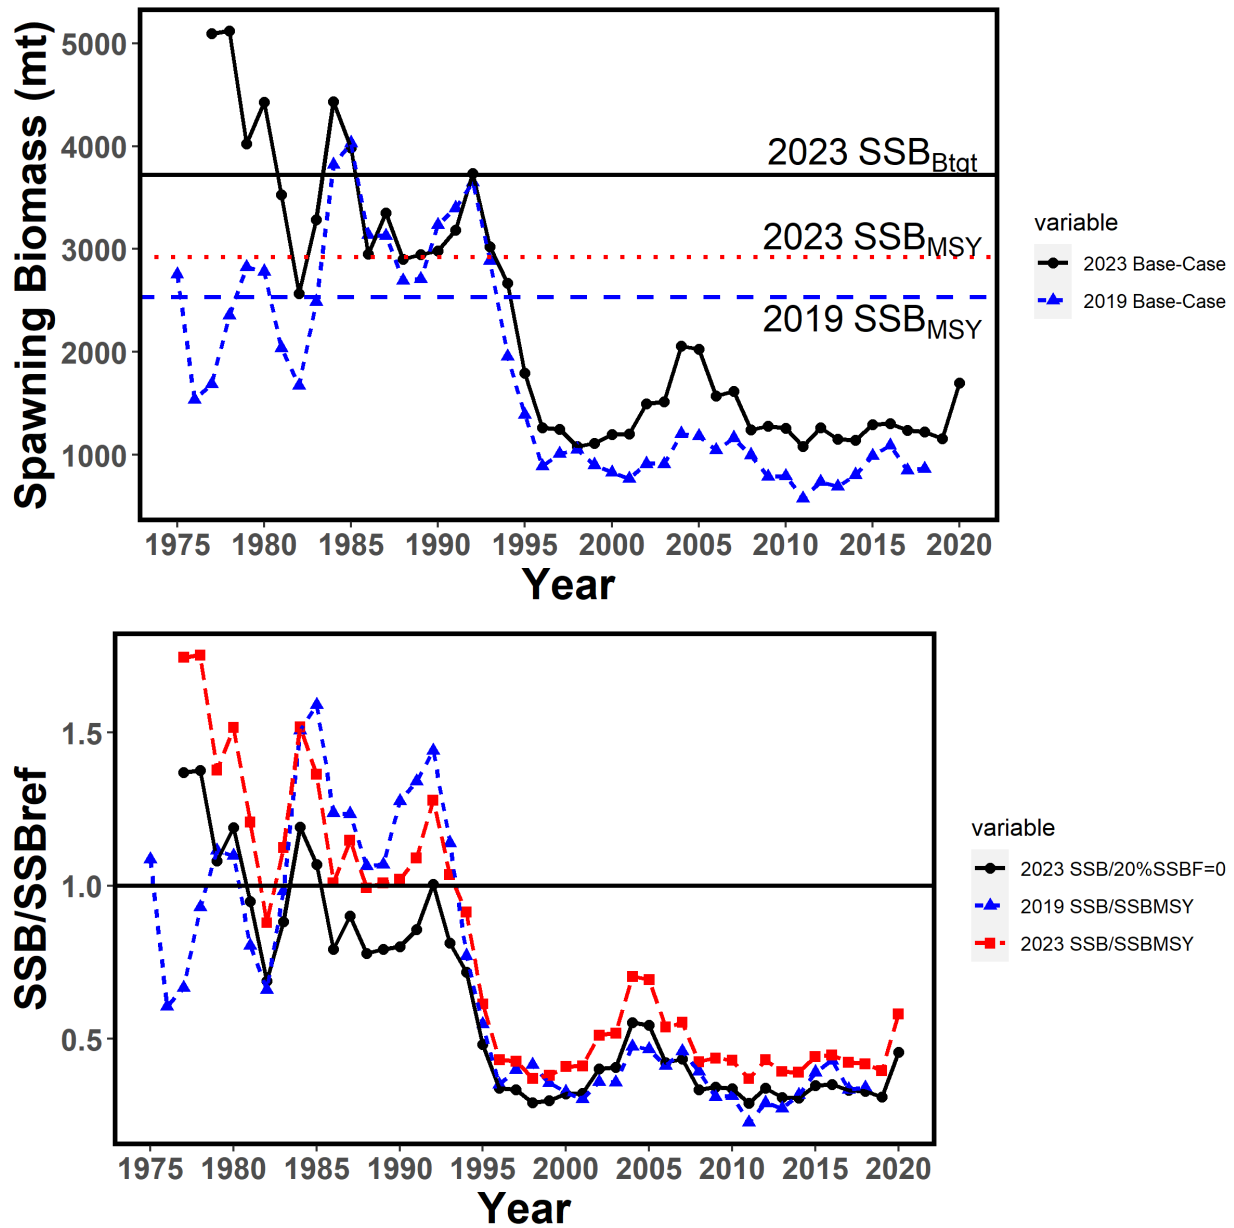 Spawning Biomass (mt)
5000
4000
3000
2000
1000
2023 SSBBtgt
2023 SSBMSY
2019 SSBMSY
1975 1980 1985 1990 1995 2000 2005 2010 2015 2020
Year
variable
2023 Base-Case
2019 Base-Case
SSB/SSBref
1.5
1.0
0.5
1975 1980 1985 1990 1995 2000 2005 2010 2015 2020
Year
variable
2023 SSB/20%SSBF=0
2019 SSB/SSBMSY
2023 SSB/SSBMSY